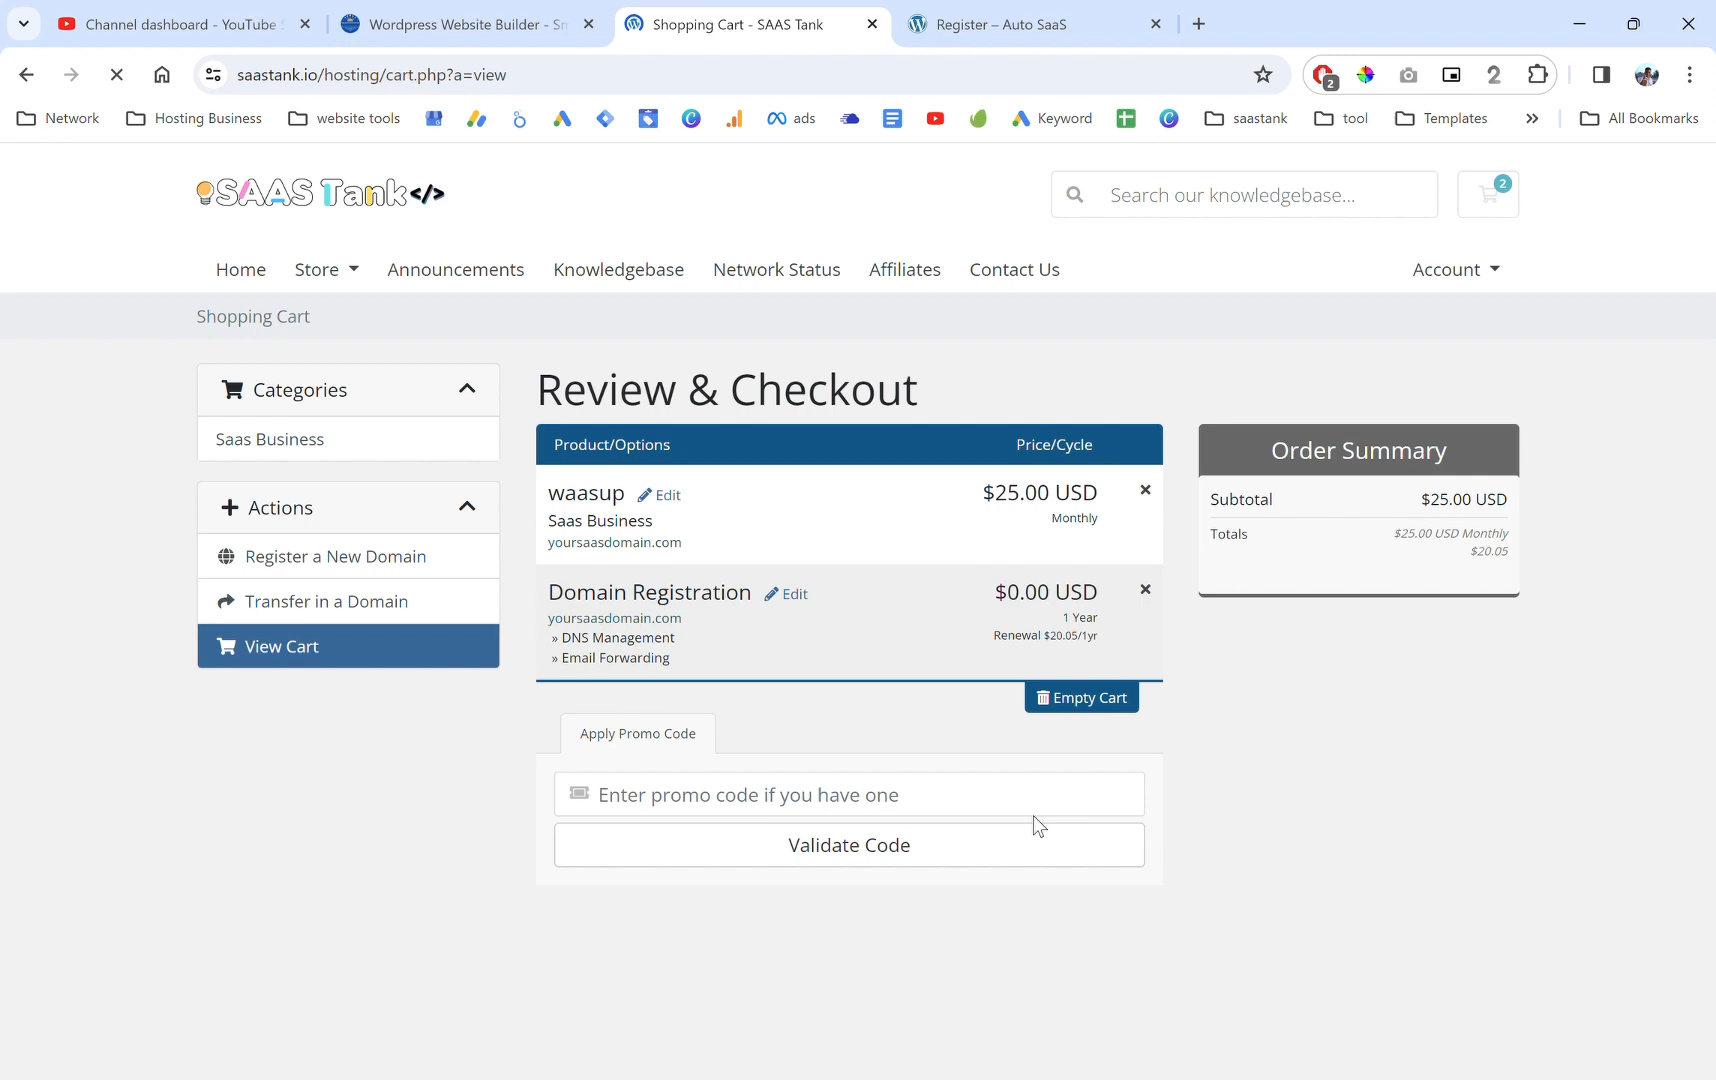 Channel dashboard - YouTube S
Wordpress Website Builder - Sm
Shopping Cart - SAAS Tank
Register – Auto SaaS
saastank.io/hosting/cart.php?a=view
2
2
Network
Hosting Business
website tools
ads
Keyword
saastank
tool
Templates
All Bookmarks
SAAS Tank</>
Search our knowledgebase...
2
Home
Store
Announcements
Knowledgebase
Network Status
Affiliates
Contact Us
Account
Shopping Cart
Categories
Saas Business
Actions
Register a New Domain
Transfer in a Domain
View Cart
Review & Checkout
Product/Options Price/Cycle
waasup Edit $25.00 USD
Saas Business Monthly
yoursaasdomain.com
Domain Registration Edit $0.00 USD
yoursaasdomain.com 1 Year
» DNS Management Renewal $20.05/1yr
» Email Forwarding
Empty Cart
Apply Promo Code
Enter promo code if you have one
Validate Code
Order Summary
Subtotal $25.00 USD
Totals $25.00 USD Monthly
$20.05